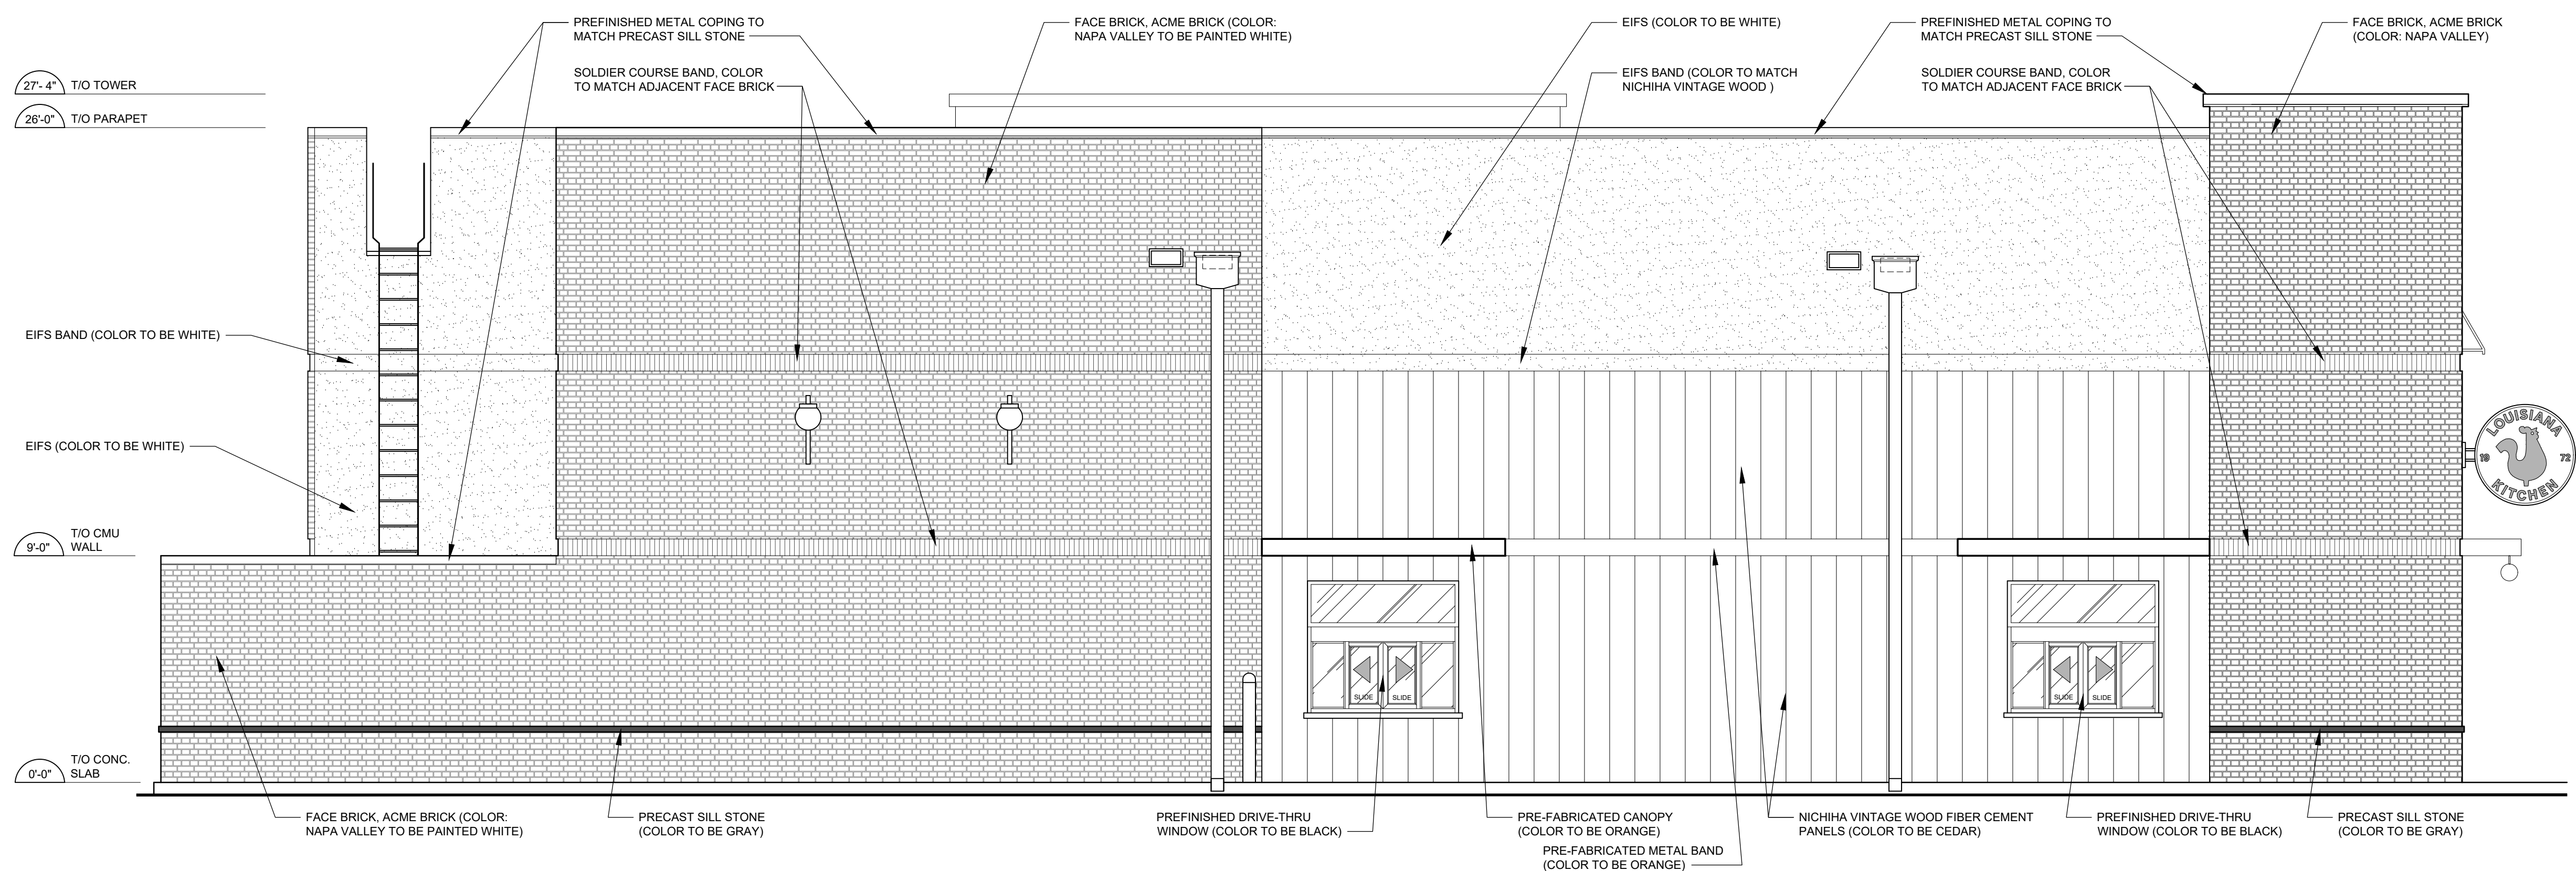 PREFINISHED METAL COPING TO
MATCH PRECAST SILL STONE
FACE BRICK, ACME BRICK (COLOR:
NAPA VALLEY TO BE PAINTED WHITE)
EIFS (COLOR TO BE WHITE)
PREFINISHED METAL COPING TO
MATCH PRECAST SILL STONE
FACE BRICK, ACME BRICK
(COLOR: NAPA VALLEY)
27'- 4" T/O TOWER
SOLDIER COURSE BAND, COLOR
TO MATCH ADJACENT FACE BRICK
EIFS BAND (COLOR TO MATCH
NICHIHA VINTAGE WOOD )
SOLDIER COURSE BAND, COLOR
TO MATCH ADJACENT FACE BRICK
26'-0" T/O PARAPET
EIFS BAND (COLOR TO BE WHITE)
EIFS (COLOR TO BE WHITE)
LOUISIANA
19 72
KITCHEN
9'-0" T/O CMU
WALL
SLIDE SLIDE
SLIDE SLIDE
0'-0" T/O CONC.
SLAB
FACE BRICK, ACME BRICK (COLOR:
NAPA VALLEY TO BE PAINTED WHITE)
PRECAST SILL STONE
(COLOR TO BE GRAY)
PREFINISHED DRIVE-THRU
WINDOW (COLOR TO BE BLACK)
PRE-FABRICATED CANOPY
(COLOR TO BE ORANGE)
PRE-FABRICATED METAL BAND
(COLOR TO BE ORANGE)
NICHIHA VINTAGE WOOD FIBER CEMENT
PANELS (COLOR TO BE CEDAR)
PREFINISHED DRIVE-THRU
WINDOW (COLOR TO BE BLACK)
PRECAST SILL STONE
(COLOR TO BE GRAY)